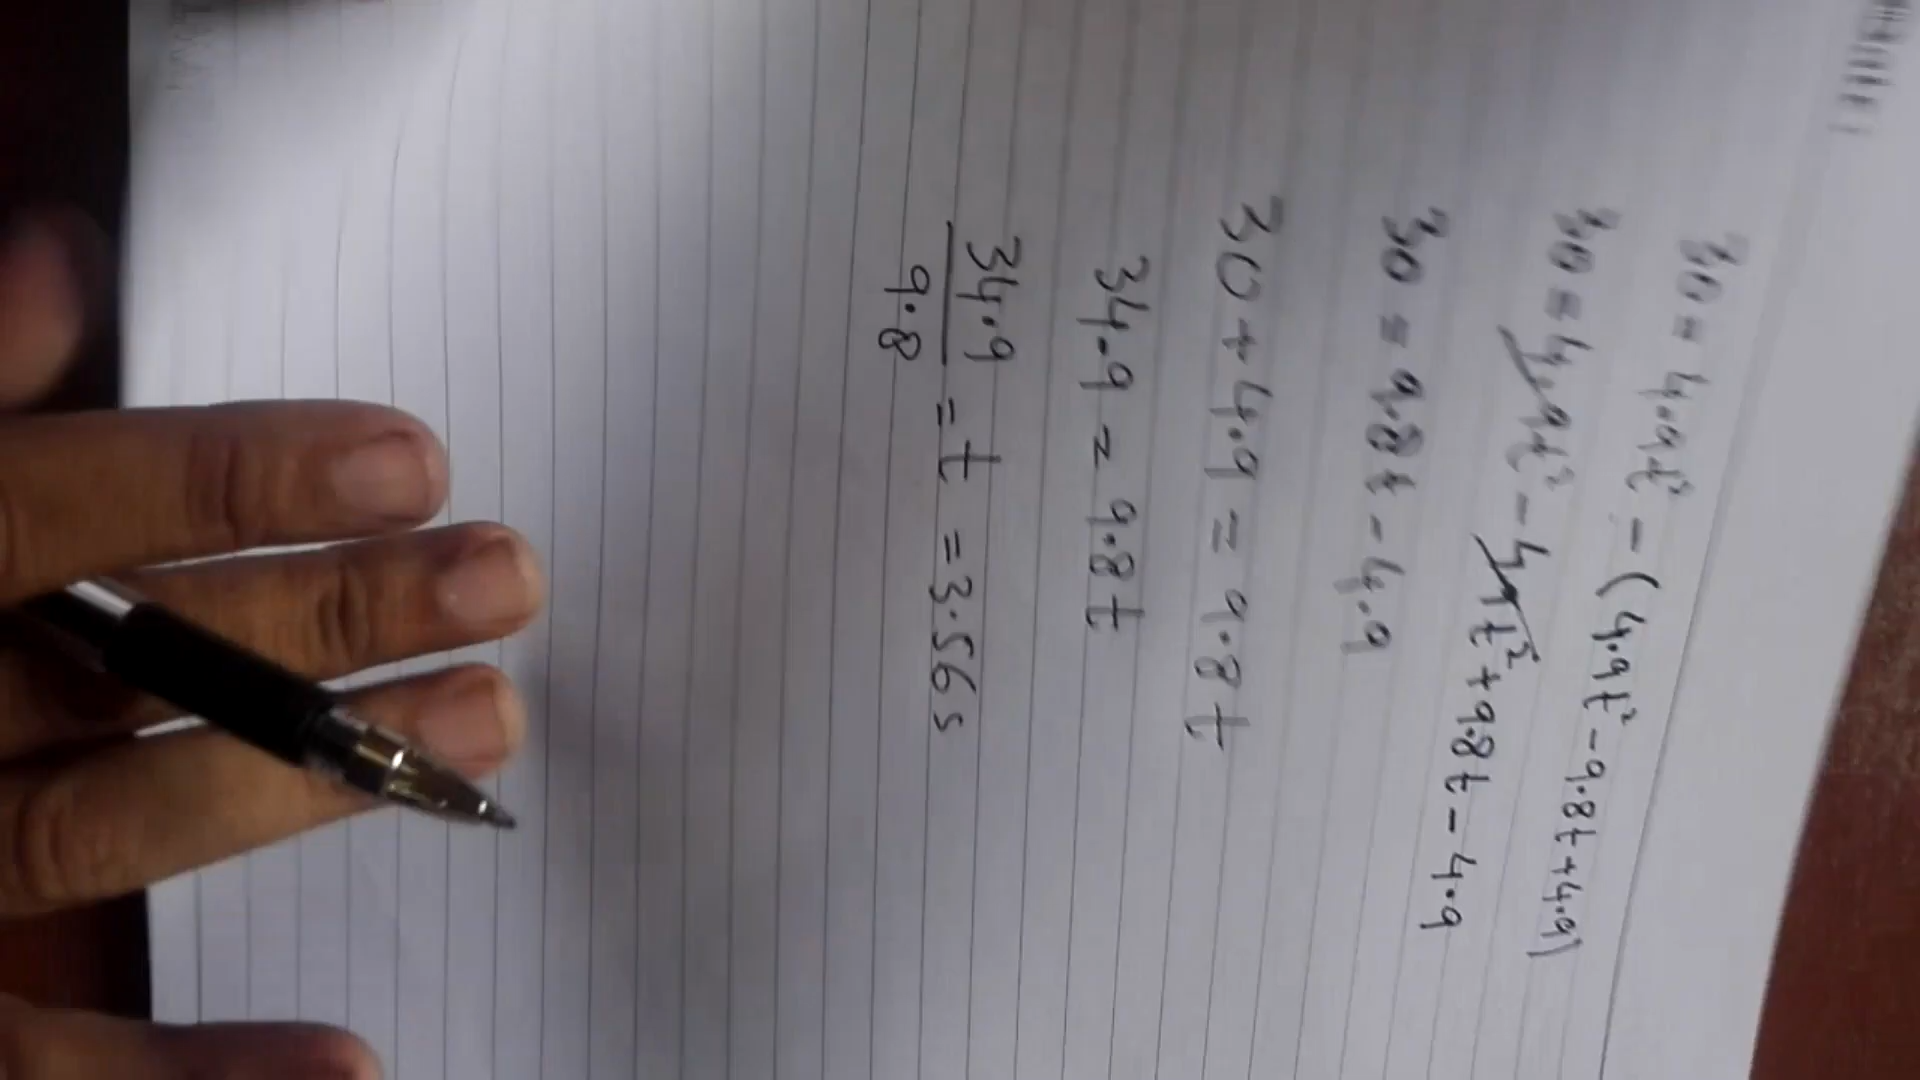 30 = 4.9t² - (4.9t² - 9.8t + 4.9)
30 = 4.9t² - 4.9t² + 9.8t - 4.9
30 = 9.8t - 4.9
30 + 4.9 = 9.8t
34.9 = 9.8t
34.9/9.8 = t = 3.56s